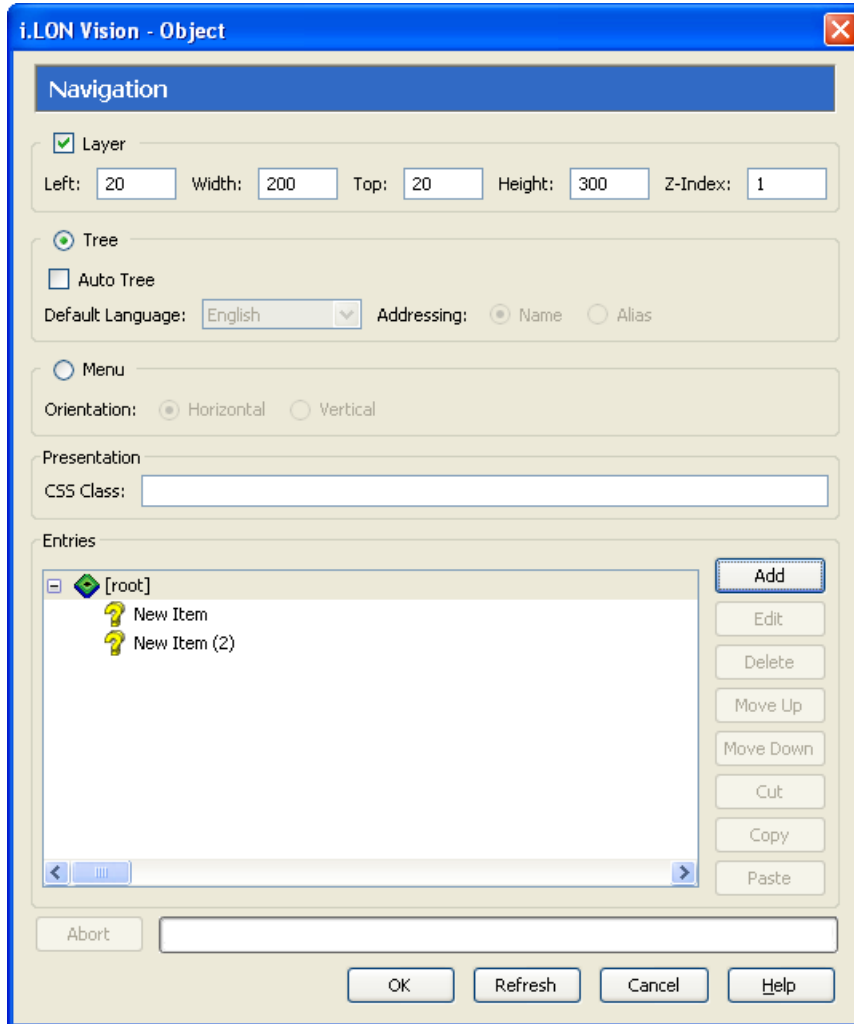 i.LON Vision - Object
Navigation
Layer
Left: 20 Width: 200 Top: 20 Height: 300 Z-Index: 1
Tree
Auto Tree
Default Language: English Addressing: Name Alias
Menu
Orientation: Horizontal Vertical
Presentation
CSS Class:
Entries
[root]
New Item
New Item (2)
Add
Edit
Delete
Move Up
Move Down
Cut
Copy
Paste
Abort
OK Refresh Cancel Help